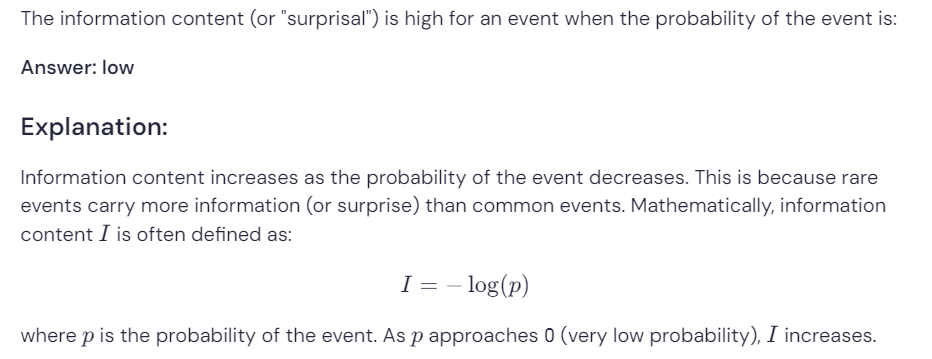 The information content (or "surprisal") is high for an event when the probability of the event is:
Answer: low
Explanation:
Information content increases as the probability of the event decreases. This is because rare
events carry more information (or surprise) than common events. Mathematically, information
content I is often defined as:
I = − log(p)
where p is the probability of the event. As p approaches 0 (very low probability), I increases.